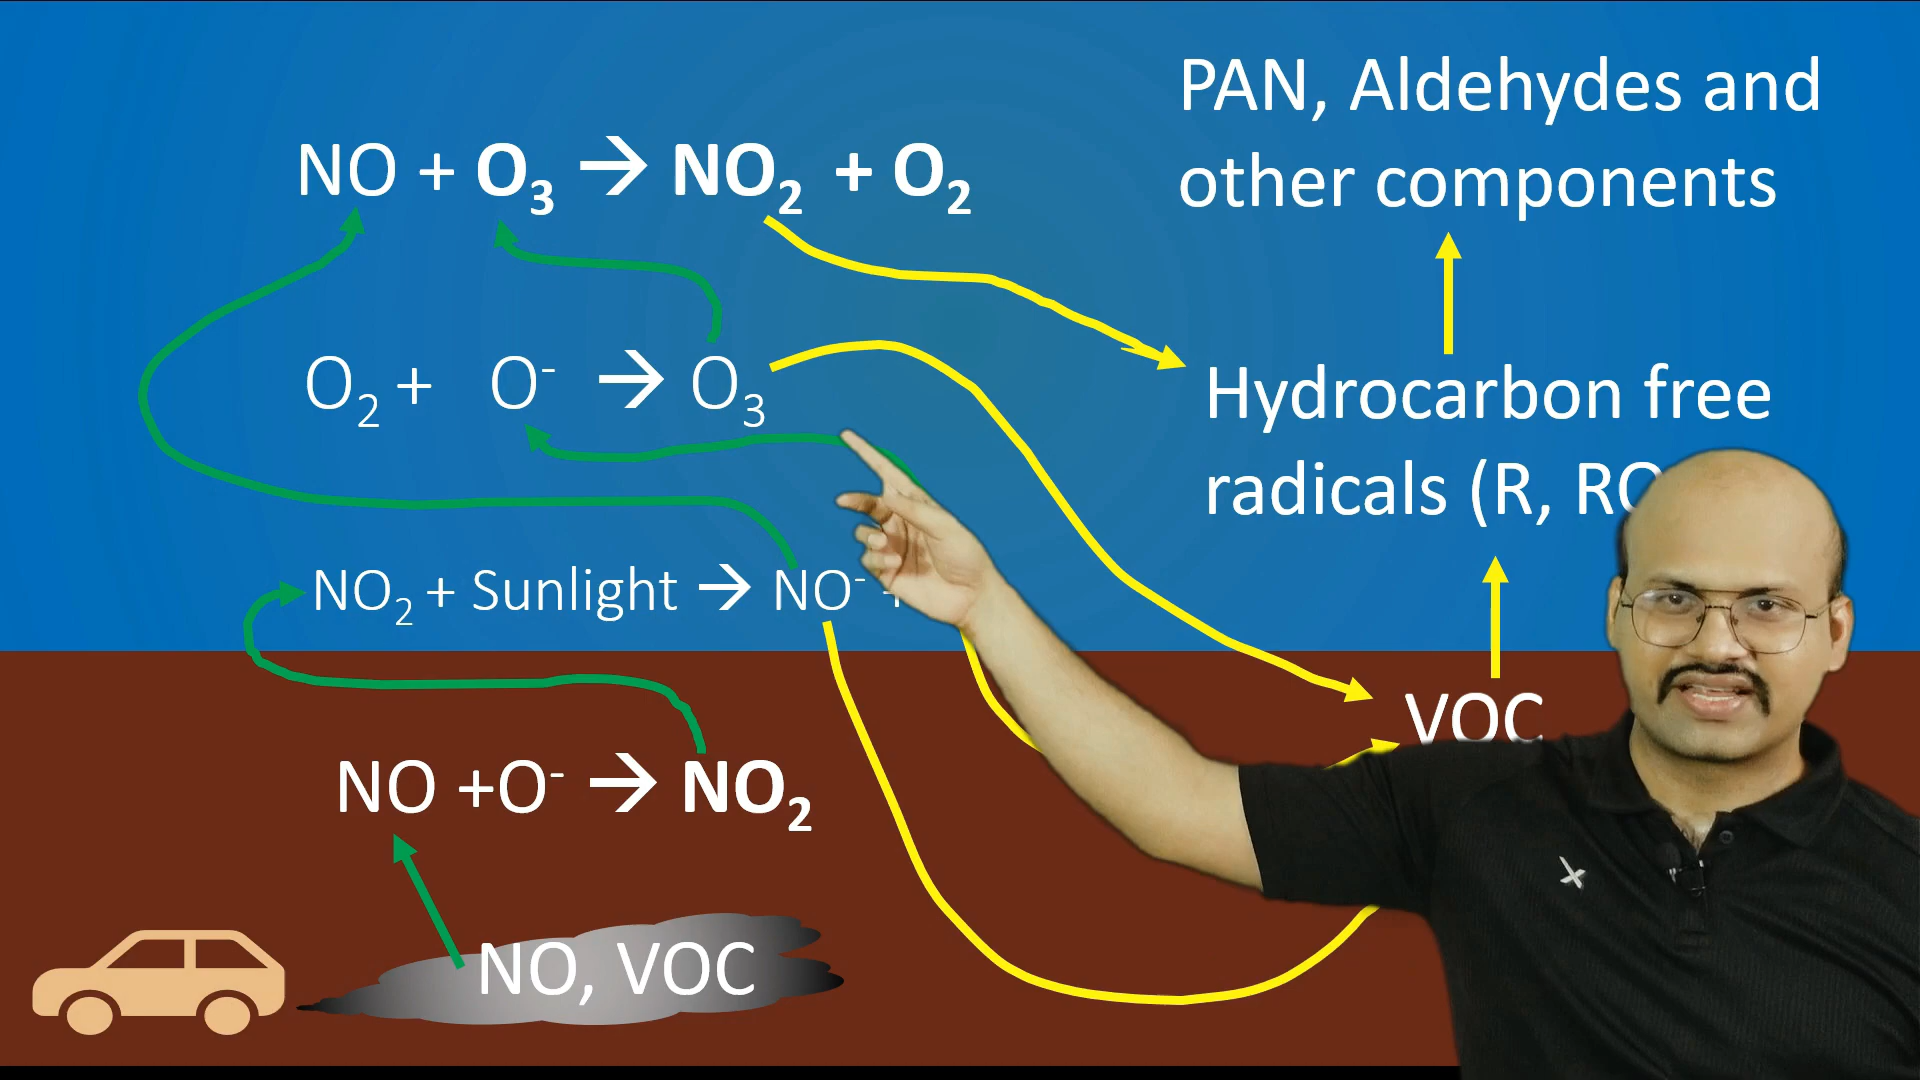 PAN, Aldehydes and
other components
NO + O₃ → NO₂ + O₂
O₂ + O⁻ → O₃
Hydrocarbon free
radicals (R,
NO₂ + Sunlight → NO⁻ +
VOC
NO +O⁻ → NO₂
NO, VOC